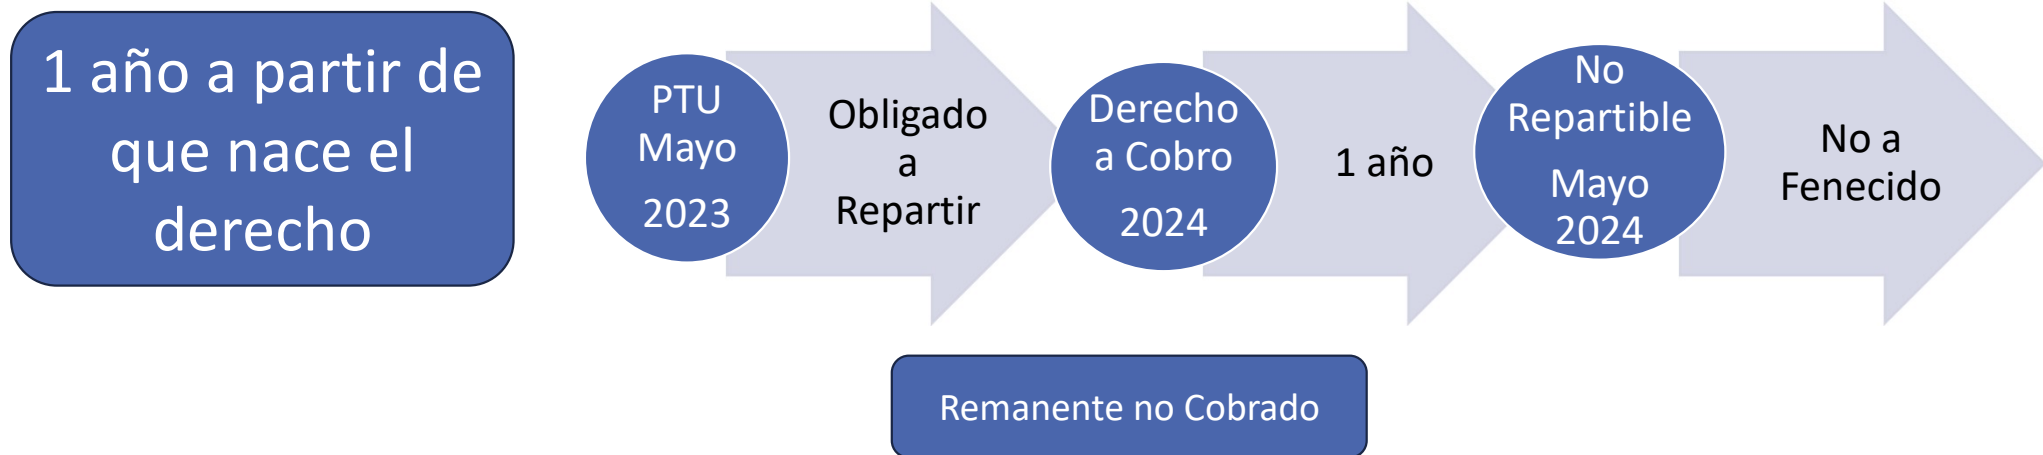 1 año a partir de
que nace el
derecho
PTU
Mayo
2023
Obligado
a
Repartir
Derecho
a Cobro
2024
1 año
No
Repartible
Mayo
2024
No a
Fenecido
Remanente no Cobrado